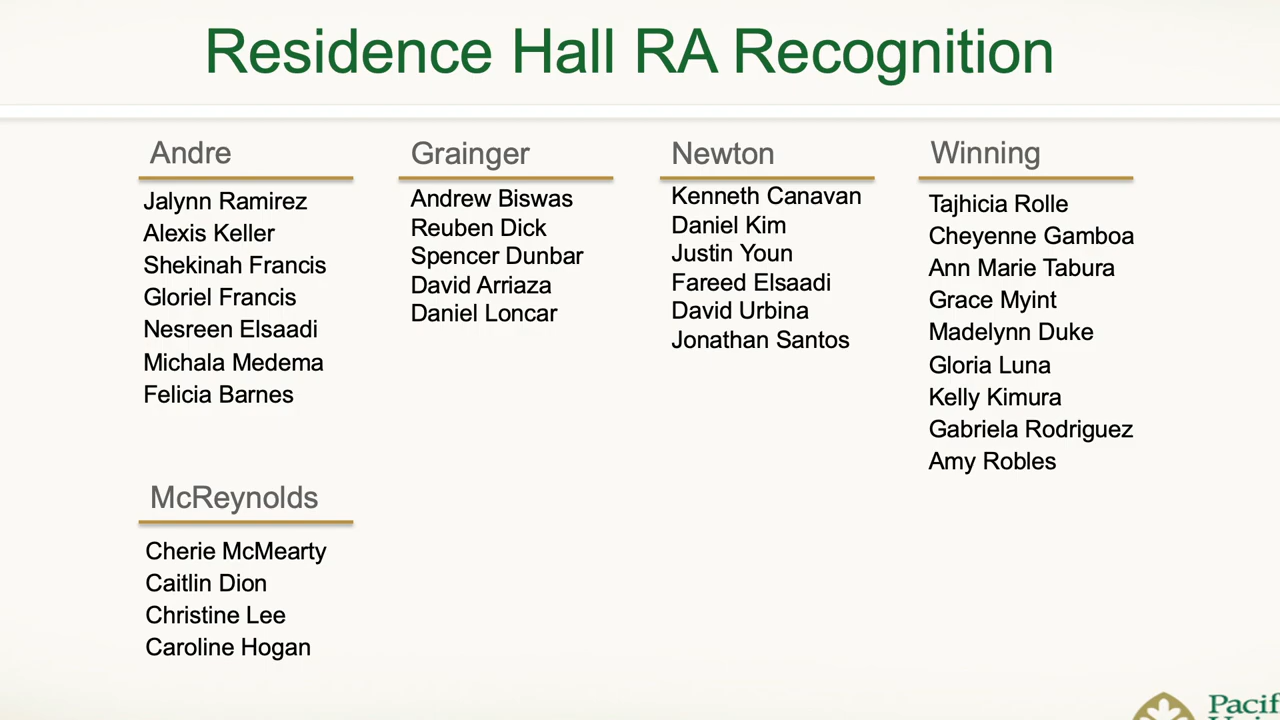 Residence Hall RA Recognition
Andre
Jalynn Ramirez
Alexis Keller
Shekinah Francis
Gloriel Francis
Nesreen Elsaadi
Michala Medema
Felicia Barnes
Grainger
Andrew Biswas
Reuben Dick
Spencer Dunbar
David Arriaza
Daniel Loncar
Newton
Kenneth Canavan
Daniel Kim
Justin Youn
Fareed Elsaadi
David Urbina
Jonathan Santos
Winning
Tajhicia Rolle
Cheyenne Gamboa
Ann Marie Tabura
Grace Myint
Madelynn Duke
Gloria Luna
Kelly Kimura
Gabriela Rodriguez
Amy Robles
McReynolds
Cherie McMearty
Caitlin Dion
Christine Lee
Caroline Hogan
Pacif